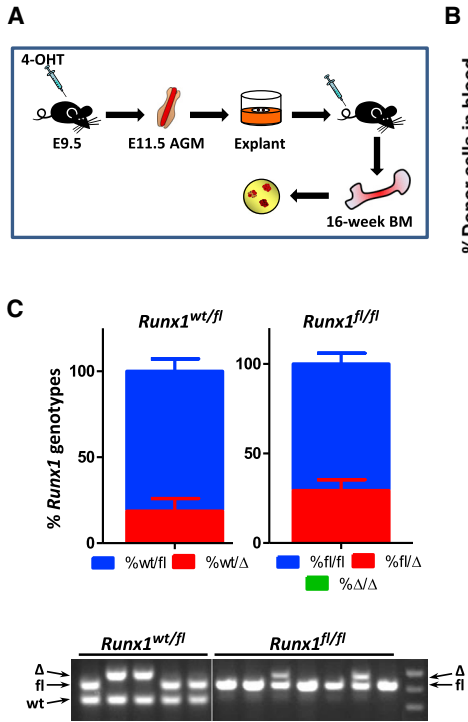 A
B
4-OHT
E9.5
E11.5 AGM
Explant
16-week BM
% Donor cells in blood
C
Runx1wt/fl
Runx1fl/fl
% Runx1 genotypes
100
50
0
100
50
0
%wt/fl
%wt/Δ
%fl/fl
%fl/Δ
%Δ/Δ
Runx1wt/fl
Runx1fl/fl
Δ
fl
wt
Δ
fl